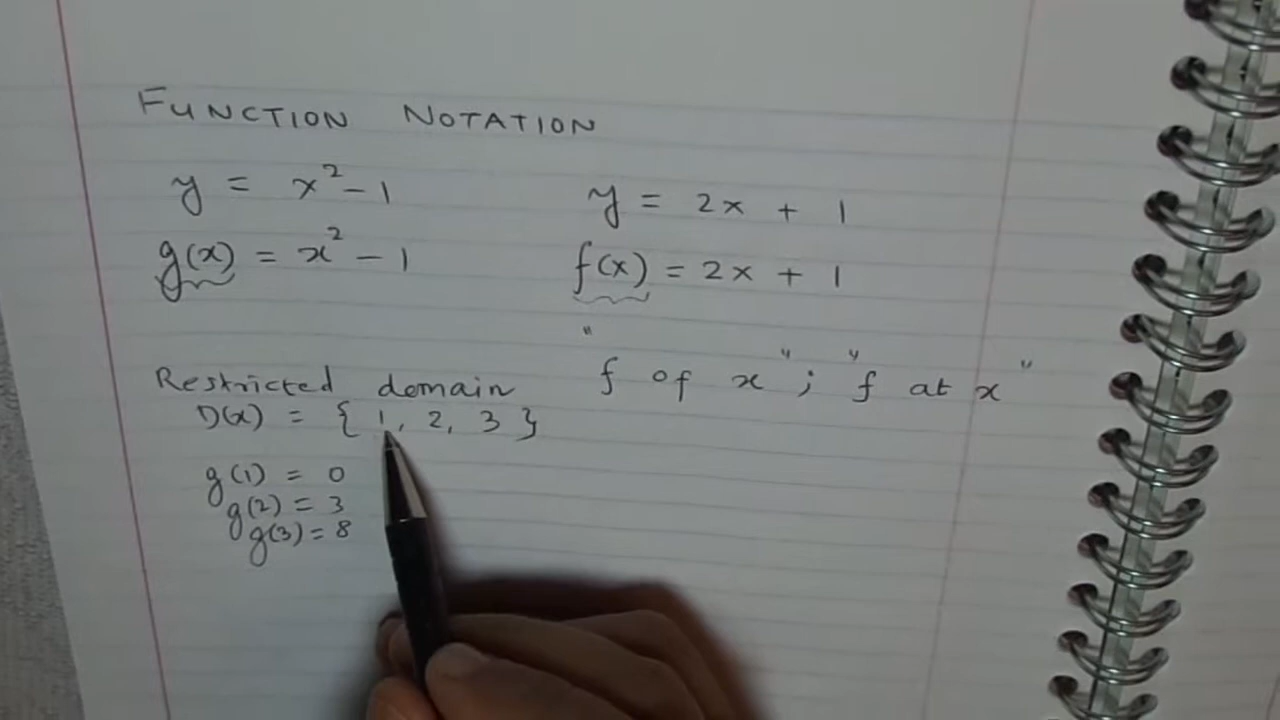 FUNCTION NOTATION
y = x² - 1
y = 2x + 1
g(x) = x² - 1
f(x) = 2x + 1
"f of x" ; "f at x"
Restricted domain
D(x) = { 1, 2, 3 }
g(1) = 0
g(2) = 3
g(3) = 8